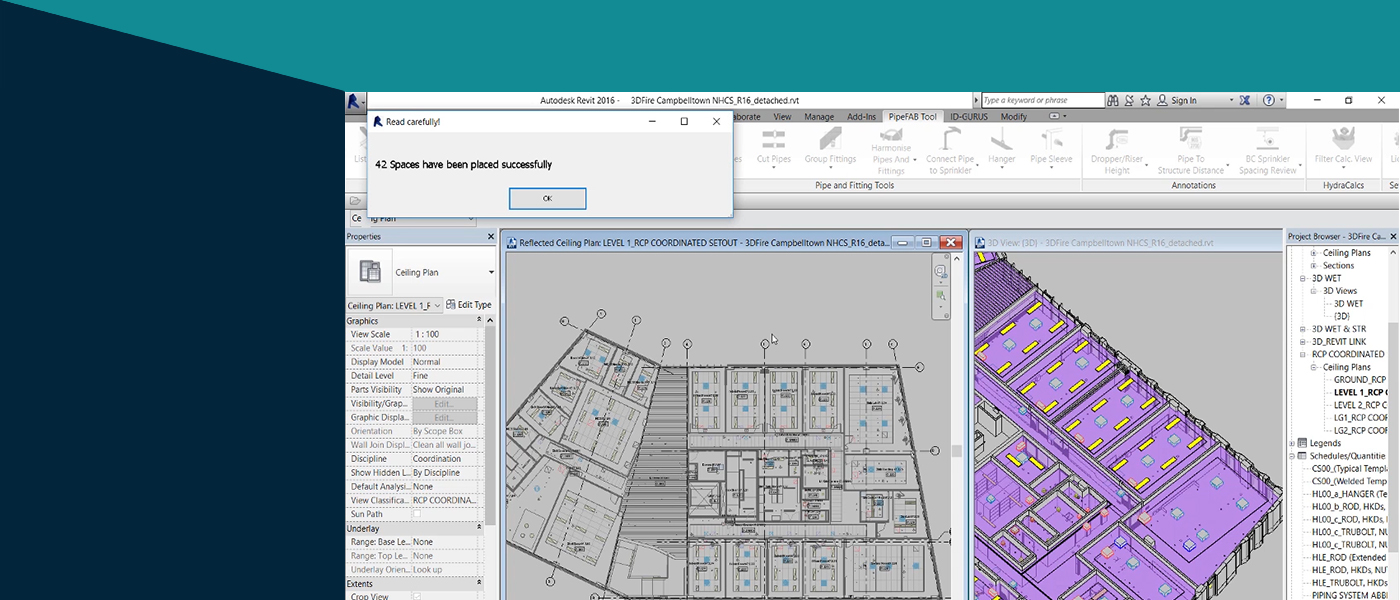 Autodesk Revit 2016 - 3DFire Campbelltown NHCS_R16_detached.rvt
Type a keyword or phrase
Sign In
Read carefully!
42 Spaces have been placed successfully
OK
View Manage Add-Ins PipeFAB Tool ID-GURUS Modify
Cut Pipes
Group Fittings
Harmonise
Pipes And
Fittings
Connect Pipe
to Sprinkler
Hanger
Pipe Sleeve
Dropper/Riser
Height
Pipe To
Structure Distance
BC Sprinkler
Spacing Review
Filter Calc. View
Pipe and Fitting Tools
Annotations
HydraCalcs
Properties
Ceiling Plan
Ceiling Plan: LEVEL 1_F
Edit Type
Graphics
View Scale 1 : 100
Scale Value 1: 100
Display Model Normal
Detail Level Fine
Parts Visibility Show Original
Visibility/Grap... Edit...
Graphic Displa... Edit...
Orientation By Scope Box
Wall Join Displ... Clean all wall jo...
Discipline Coordination
Show Hidden L... By Discipline
Default Analysi... None
View Classifica... RCP COORDINA...
Sun Path
Underlay
Range: Base Le... None
Range: Top Le... None
Underlay Orien... Look up
Extents
Crop View
Reflected Ceiling Plan: LEVEL 1_RCP COORDINATED SETOUT - 3DFire Campbelltown NHCS_R16_deta...
3D View: {3D} - 3DFire Campbelltown NHCS_R16_detached.rvt
Project Browser - 3DFire Ca...
Ceiling Plans
Sections
3D WET
3D Views
3D WET
{3D}
3D WET & STR
3D_REVIT LINK
RCP COORDINATED
Ceiling Plans
GROUND_RCP
LEVEL 1_RCP
LEVEL 2_RCP C
LG1_RCP COOF
LG2_RCP COOF
Legends
Schedules/Quantitie
CS00_(Typical Templ
CS00_(Welded Temp
HL00_a_HANGER (Te
HL00_b_ROD, HKDs,
HL00_c_ROD, HKDs, I
HL00_c_TRUBOLT, NU
HL00_c_TRUBOLT, NU
HLE_ROD (Extended
HLE_ROD, HKDs, NU
HLE_TRUBOLT, HKDs
PIPING SYSTEM ABB